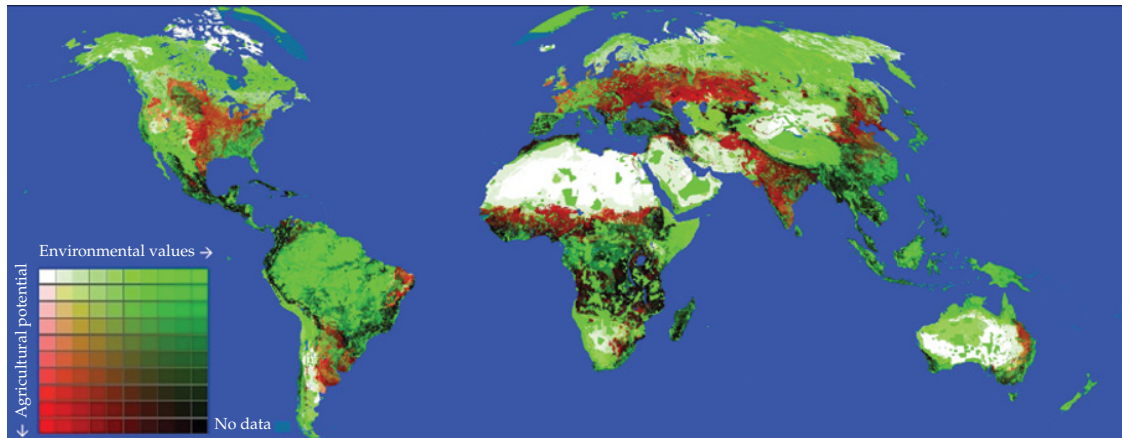 Environmental values →
← Agricultural potential
No data